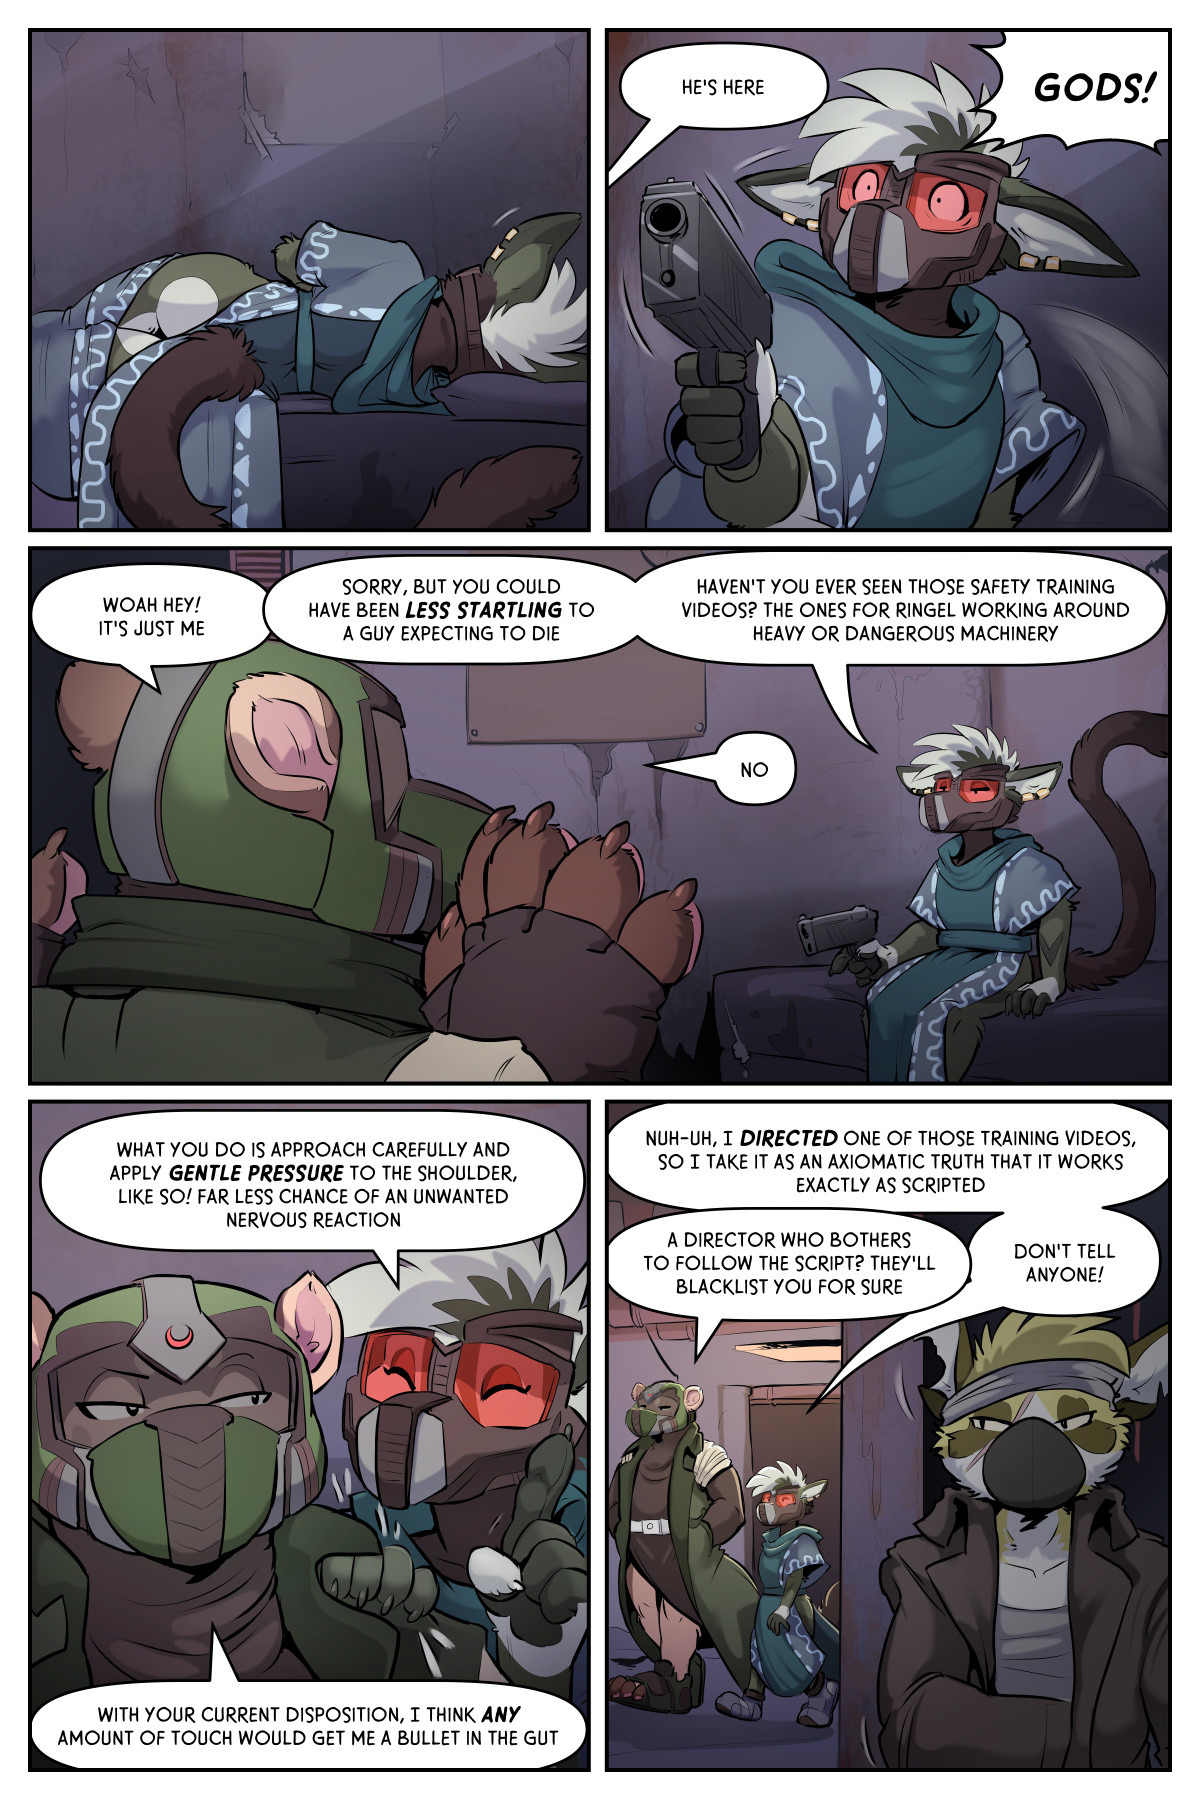 HE'S HERE
GODS!
WOAH HEY!
IT'S JUST ME
SORRY, BUT YOU COULD
HAVE BEEN LESS STARTLING TO
A GUY EXPECTING TO DIE
HAVEN'T YOU EVER SEEN THOSE SAFETY TRAINING
VIDEOS? THE ONES FOR RINGEL WORKING AROUND
HEAVY OR DANGEROUS MACHINERY
NO
WHAT YOU DO IS APPROACH CAREFULLY AND
APPLY GENTLE PRESSURE TO THE SHOULDER,
LIKE SO! FAR LESS CHANCE OF AN UNWANTED
NERVOUS REACTION
WITH YOUR CURRENT DISPOSITION, I THINK ANY
AMOUNT OF TOUCH WOULD GET ME A BULLET IN THE GUT
NUH-UH, I DIRECTED ONE OF THOSE TRAINING VIDEOS,
SO I TAKE IT AS AN AXIOMATIC TRUTH THAT IT WORKS
EXACTLY AS SCRIPTED
A DIRECTOR WHO BOTHERS
TO FOLLOW THE SCRIPT? THEY'LL
BLACKLIST YOU FOR SURE
DON'T TELL
ANYONE!